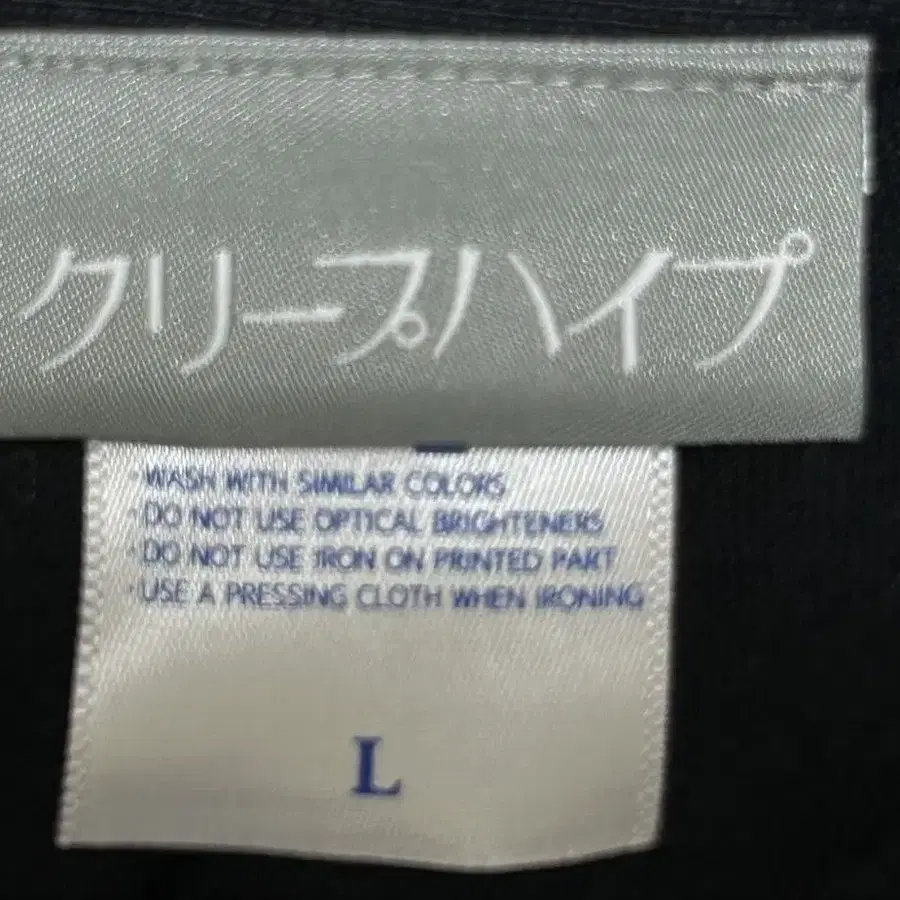 クリープハイプ
・WASH WITH SIMILAR COLORS
・DO NOT USE OPTICAL BRIGHTENERS
・DO NOT USE IRON ON PRINTED PART
・USE A PRESSING CLOTH WHEN IRONING
L